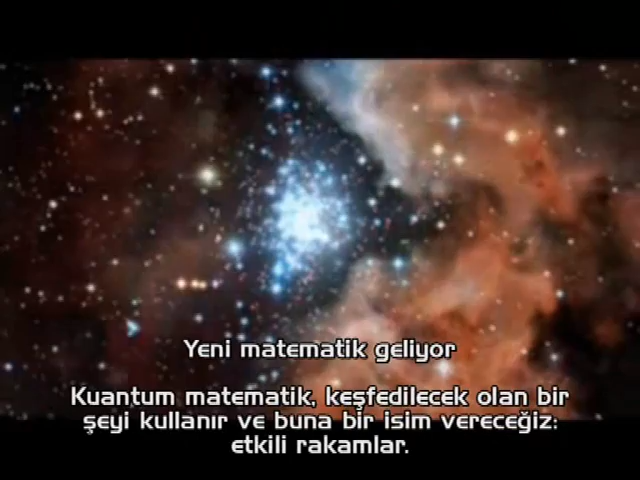 Yeni matematik geliyor
Kuantum matematik, keşfedilecek olan bir
şeyi kullanır ve buna bir isim vereceğiz:
etkili rakamlar.